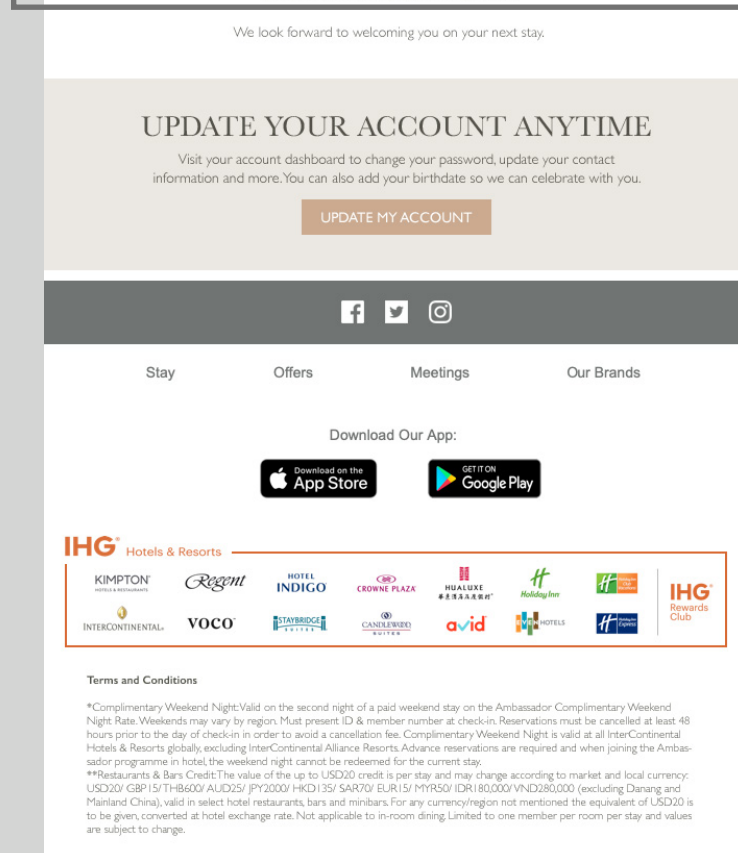 We look forward to welcoming you on your next stay.
UPDATE YOUR ACCOUNT ANYTIME
Visit your account dashboard to change your password, update your contact
information and more. You can also add your birthdate so we can celebrate with you.
UPDATE MY ACCOUNT
Stay Offers Meetings Our Brands
Download Our App:
Download on the
App Store
GET IT ON
Google Play
IHG® Hotels & Resorts
KIMPTON®
HOTELS & RESTAURANTS
Regent
HOTEL
INDIGO
CROWNE PLAZA
HUALUXE
Holiday Inn
IHG®
Rewards
Club
INTERCONTINENTAL
VOCO
STAYBRIDGE
SUITES
CANDLEWOOD
SUITES
avid
EVEN HOTELS
Holiday Inn
Express
Terms and Conditions
*Complimentary Weekend Night: Valid on the second night of a paid weekend stay on the Ambassador Complimentary Weekend
Night Rate. Weekends may vary by region. Must present ID & member number at check-in. Reservations must be cancelled at least 48
hours prior to the day of check-in in order to avoid a cancellation fee. Complimentary Weekend Night is valid at all InterContinental
Hotels & Resorts globally, excluding InterContinental Alliance Resorts. Advance reservations are required and when joining the Ambas-
sador programme in hotel, the weekend night cannot be redeemed for the current stay.
**Restaurants & Bars Credit: The value of the up to USD20 credit is per stay and may change according to market and local currency:
USD20/ GBP15/ THB600/ AUD25/ JPY2000/ HKD135/ SAR70/ EUR15/ MYR50/ IDR180,000/ VND280,000 (excluding Danang and
Mainland China), valid in select hotel restaurants, bars and minibars. For any currency/region not mentioned the equivalent of USD20 is
to be given, converted at hotel exchange rate. Not applicable to in-room dining. Limited to one member per room per stay and values
are subject to change.